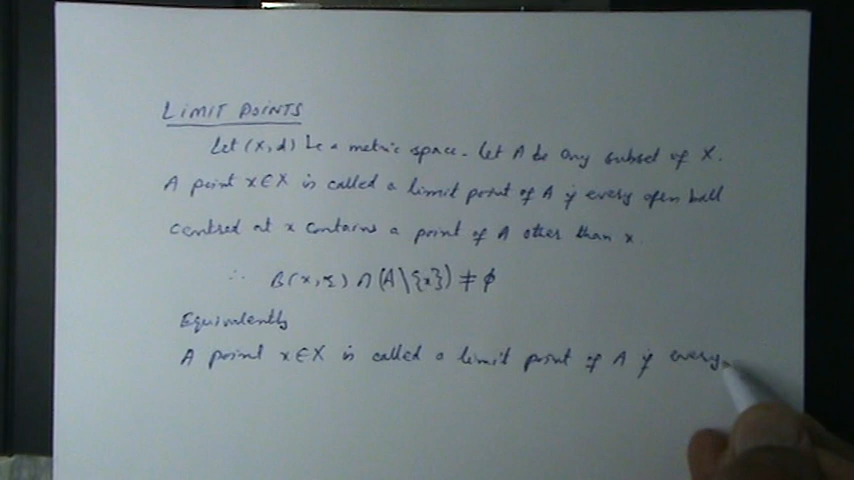 LIMIT POINTS
Let (X, d) be a metric space. Let A be any subset of X.
A point x ∈ X is called a limit point of A if every open ball
centred at x contains a point of A other than x.
∴ B(x, r) ∩ (A \ {x}) ≠ φ
Equivalently
A point x ∈ X is called a limit point of A if every